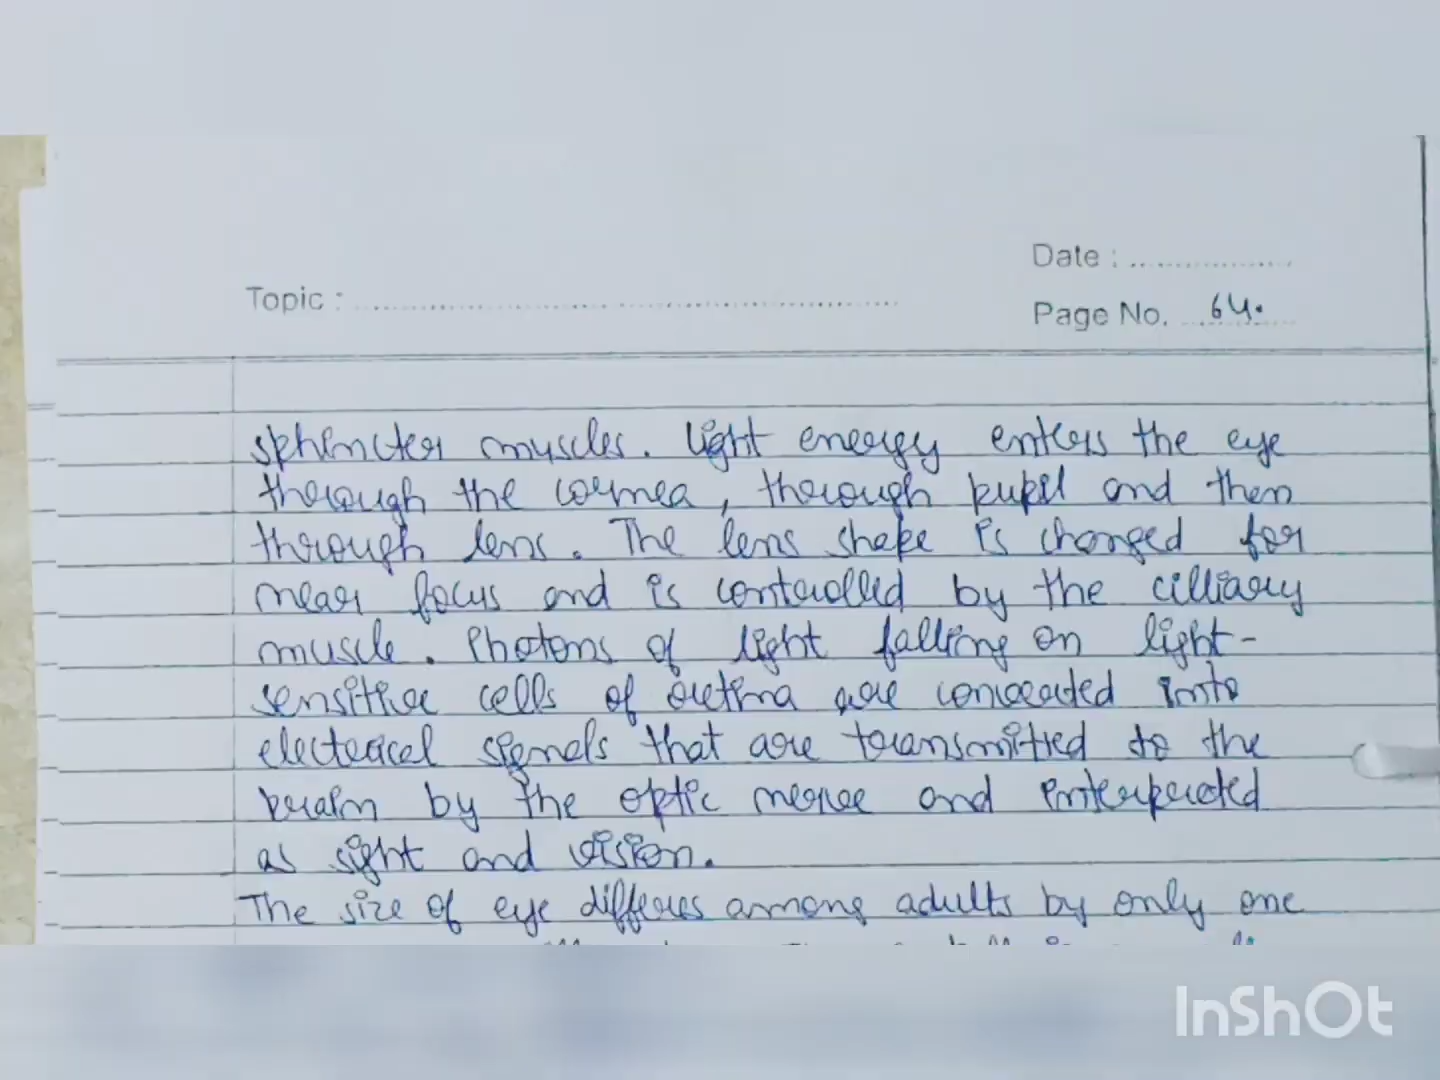 Date : ....................
Topic : ............................................................
Page No. 64.
sphincter muscles. Light energy enters the eye
through the cornea, through pupil and then
through lens. The lens shape is changed for
near focus and is controlled by the cilliary
muscle. Photons of light falling on light-
sensitive cells of retina are converted into
electrical signals that are transmitted to the
brain by the optic nerve and interpreted
as sight and vision.
The size of eye differes among adults by only one
InShOt